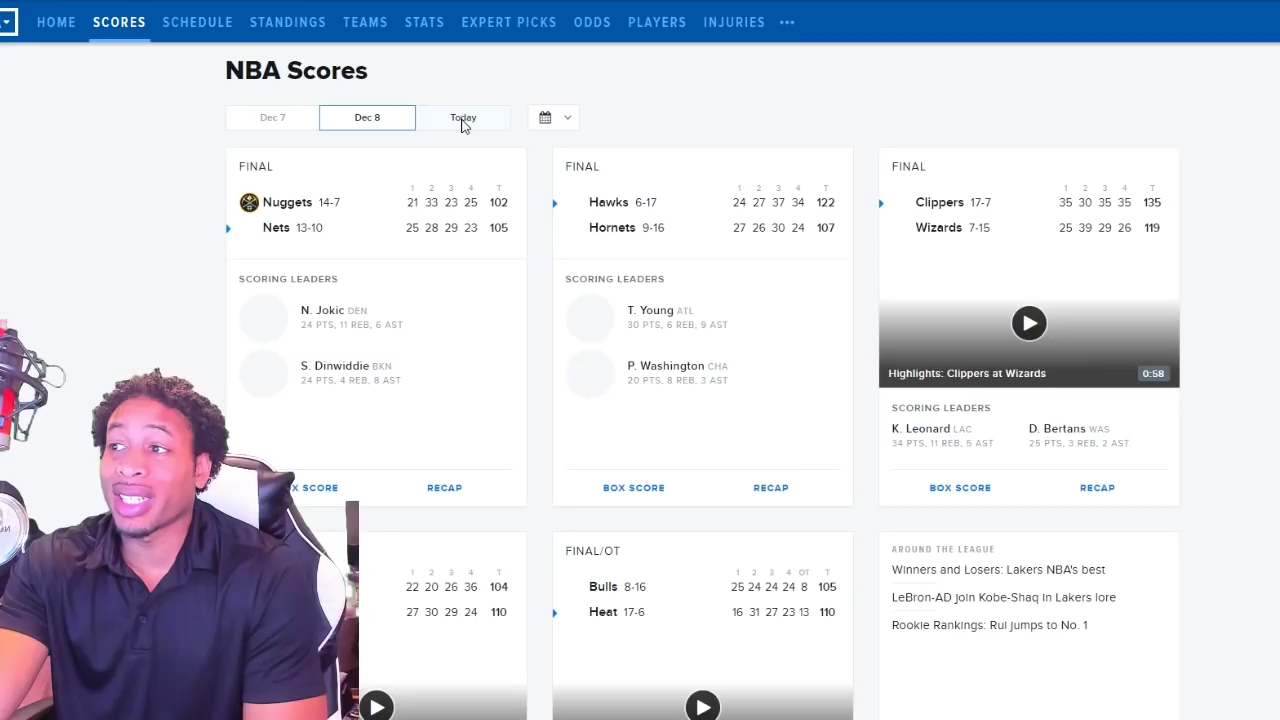 HOME SCORES SCHEDULE STANDINGS TEAMS STATS EXPERT PICKS ODDS PLAYERS INJURIES •••
NBA Scores
Dec 7 Dec 8 Today
FINAL
1 2 3 4 T
Nuggets 14-7 21 33 23 25 102
Nets 13-10 25 28 29 23 105
SCORING LEADERS
N. Jokic DEN
24 PTS, 11 REB, 6 AST
S. Dinwiddie BKN
24 PTS, 4 REB, 8 AST
X SCORE RECAP
FINAL
1 2 3 4 T
Hawks 6-17 24 27 37 34 122
Hornets 9-16 27 26 30 24 107
SCORING LEADERS
T. Young ATL
30 PTS, 6 REB, 9 AST
P. Washington CHA
20 PTS, 8 REB, 3 AST
BOX SCORE RECAP
FINAL
1 2 3 4 T
Clippers 17-7 35 30 35 35 135
Wizards 7-15 25 39 29 26 119
Highlights: Clippers at Wizards 0:58
SCORING LEADERS
K. Leonard LAC D. Bertans WAS
34 PTS, 11 REB, 5 AST 25 PTS, 3 REB, 2 AST
BOX SCORE RECAP
1 2 3 4 T
22 20 26 36 104
27 30 29 24 110
FINAL/OT
1 2 3 4 OT T
Bulls 8-16 25 24 24 24 8 105
Heat 17-6 16 31 27 23 13 110
AROUND THE LEAGUE
Winners and Losers: Lakers NBA's best
LeBron-AD join Kobe-Shaq in Lakers lore
Rookie Rankings: Rui jumps to No. 1